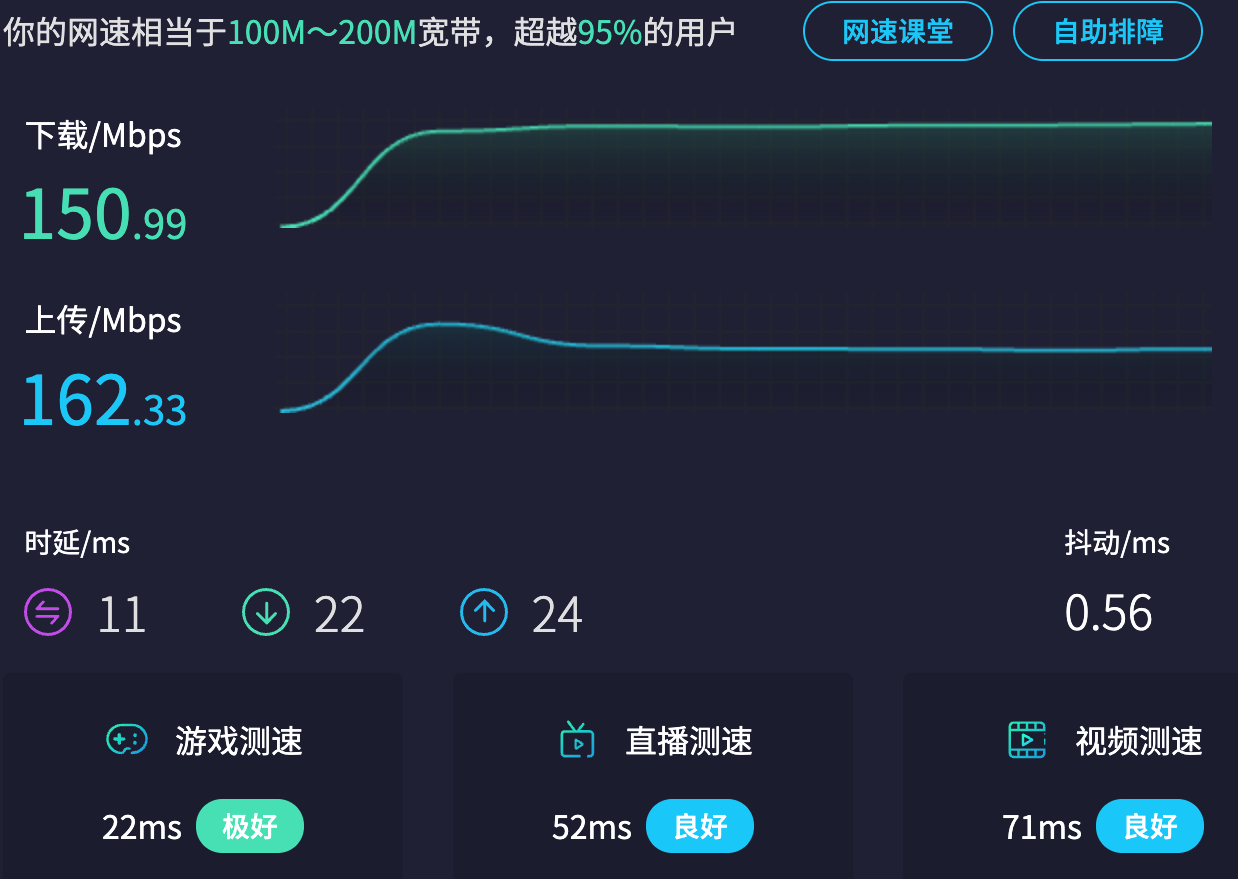 你的网速相当于100M～200M宽带，超越95%的用户 网速课堂 自助排障
下载/Mbps
150.99
上传/Mbps
162.33
时延/ms 抖动/ms
11 22 24 0.56
游戏测速 直播测速 视频测速
22ms 极好 52ms 良好 71ms 良好